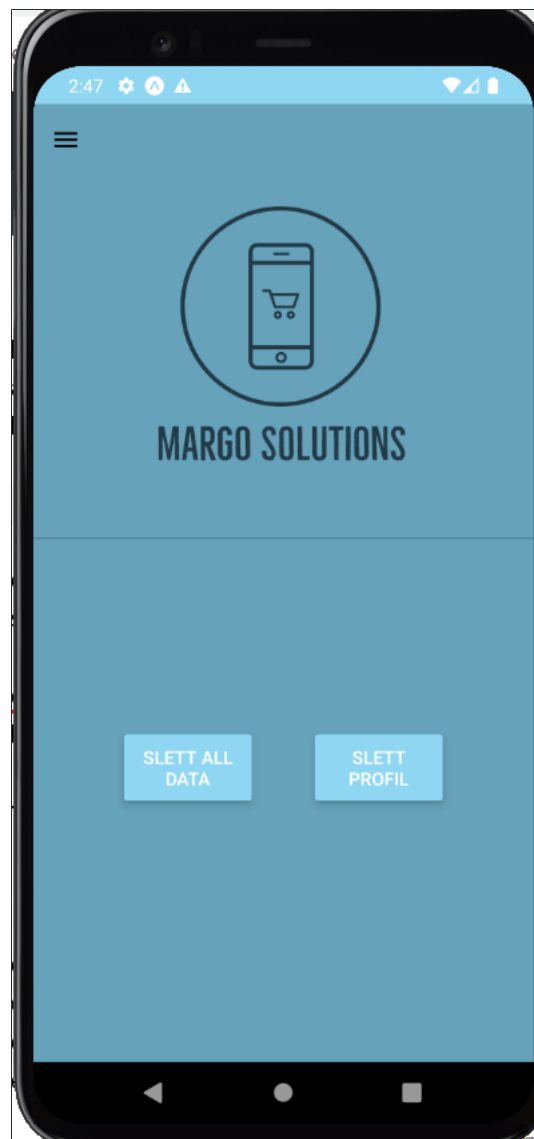 2:47
MARGO SOLUTIONS
SLETT ALL
DATA
SLETT
PROFIL